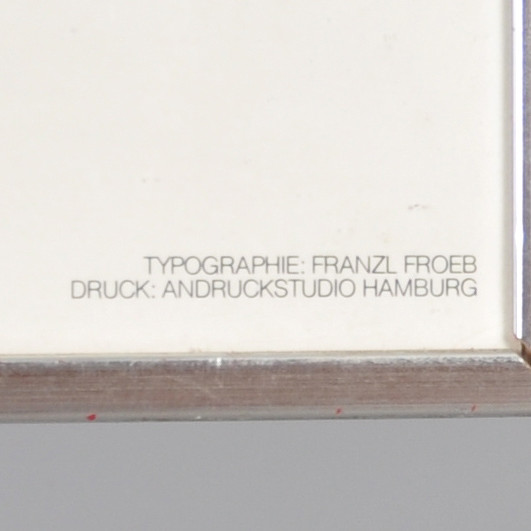 TYPOGRAPHIE: FRANZL FROEB
DRUCK: ANDRUCKSTUDIO HAMBURG